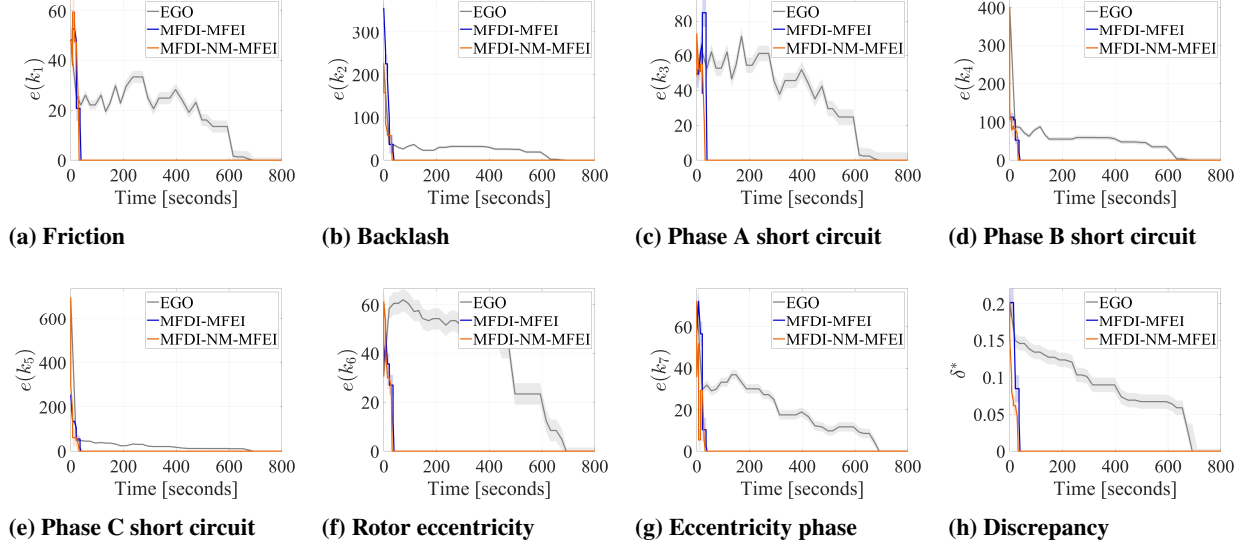 60
40
20
0
e(k₁)
EGO
MFDI-MFEI
MFDI-NM-MFEI
0 200 400 600 800
Time [seconds]
(a) Friction
300
200
100
0
e(k₂)
EGO
MFDI-MFEI
MFDI-NM-MFEI
0 200 400 600 800
Time [seconds]
(b) Backlash
80
60
40
20
0
e(k₃)
EGO
MFDI-MFEI
MFDI-NM-MFEI
0 200 400 600 800
Time [seconds]
(c) Phase A short circuit
400
300
200
100
0
e(k₄)
EGO
MFDI-MFEI
MFDI-NM-MFEI
0 200 400 600 800
Time [seconds]
(d) Phase B short circuit
600
400
200
0
e(k₅)
EGO
MFDI-MFEI
MFDI-NM-MFEI
0 200 400 600 800
Time [seconds]
(e) Phase C short circuit
60
40
20
0
e(k₆)
EGO
MFDI-MFEI
MFDI-NM-MFEI
0 200 400 600 800
Time [seconds]
(f) Rotor eccentricity
60
40
20
0
e(k₇)
EGO
MFDI-MFEI
MFDI-NM-MFEI
0 200 400 600 800
Time [seconds]
(g) Eccentricity phase
0.2
0.15
0.1
0.05
0
δ*
EGO
MFDI-MFEI
MFDI-NM-MFEI
0 200 400 600 800
Time [seconds]
(h) Discrepancy